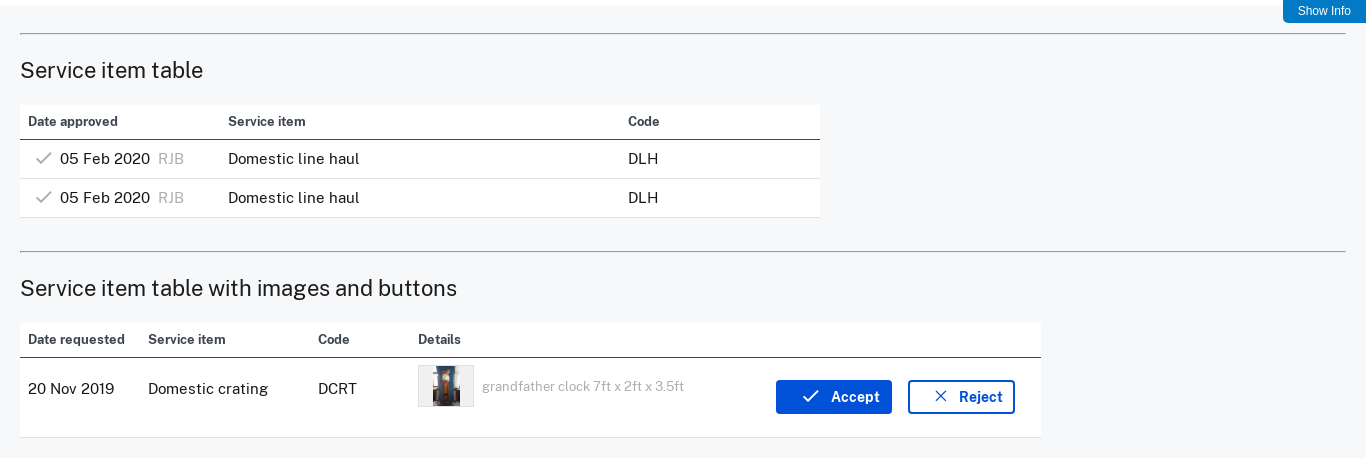 Show Info
Service item table
Date approved Service item Code
05 Feb 2020 RJB Domestic line haul DLH
05 Feb 2020 RJB Domestic line haul DLH
Service item table with images and buttons
Date requested Service item Code Details
20 Nov 2019 Domestic crating DCRT grandfather clock 7ft x 2ft x 3.5ft Accept Reject